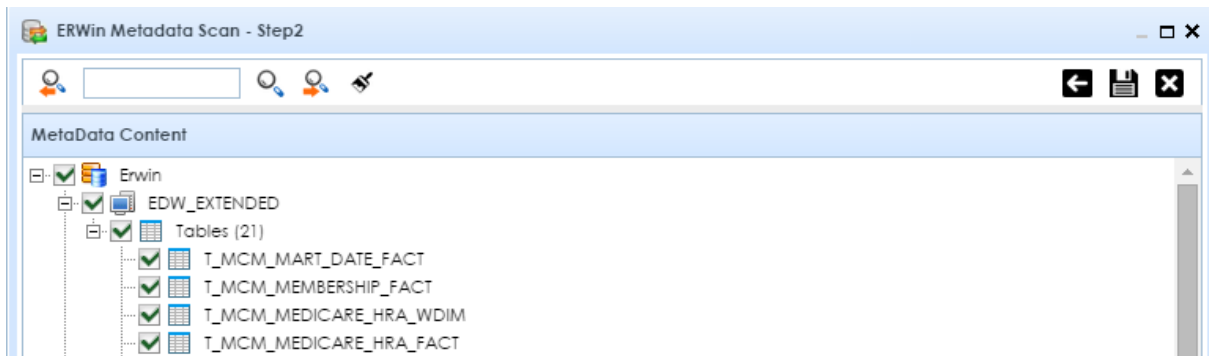 ERWin Metadata Scan - Step2
MetaData Content
Erwin
EDW_EXTENDED
Tables (21)
T_MCM_MART_DATE_FACT
T_MCM_MEMBERSHIP_FACT
T_MCM_MEDICARE_HRA_WDIM
T_MCM_MEDICARE_HRA_FACT